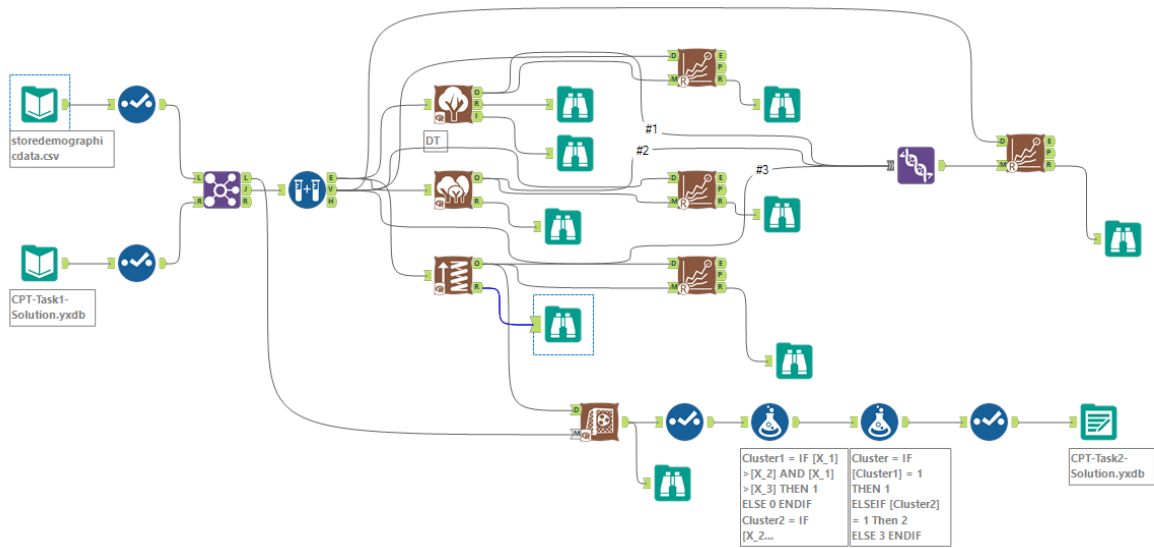 storedemographi
cdata.csv
CPT-Task1-
Solution.yxdb
L
R
L
J
R
E
V
H
DT
O
R
I
R
O
R
R
O
R
R
D
M
R
E
P
R
D
M
R
E
P
R
D
M
R
E
P
R
#1
#2
#3
D
M
R
E
P
R
D
M
R
Cluster1 = IF [X_1]
>[X_2] AND [X_1]
>[X_3] THEN 1
ELSE 0 ENDIF
Cluster2 = IF
[X_2...
Cluster = IF
[Cluster1] = 1
THEN 1
ELSEIF [Cluster2]
= 1 Then 2
ELSE 3 ENDIF
CPT-Task2-
Solution.yxdb